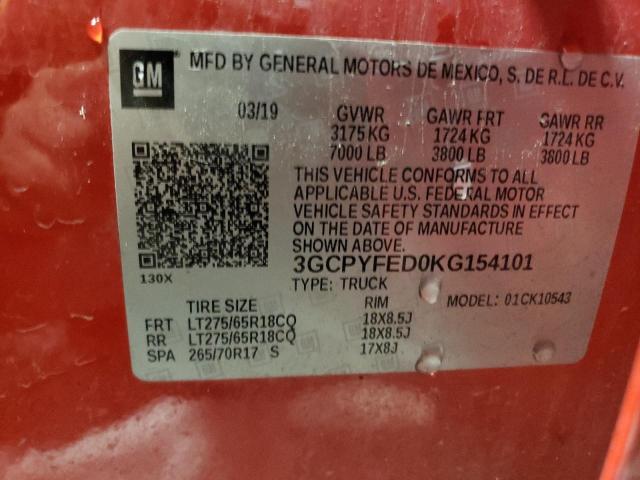 GM
MFD BY GENERAL MOTORS DE MEXICO, S. DE R.L. DE C.V.
03/19 GVWR GAWR FRT GAWR RR
3175 KG 1724 KG 1724 KG
7000 LB 3800 LB 3800 LB
THIS VEHICLE CONFORMS TO ALL
APPLICABLE U.S. FEDERAL MOTOR
VEHICLE SAFETY STANDARDS IN EFFECT
ON THE DATE OF MANUFACTURE
SHOWN ABOVE.
130X
3GCPYFED0KG154101
TYPE: TRUCK MODEL: 01CK10543
TIRE SIZE RIM
FRT LT275/65R18CQ 18X8.5J
RR LT275/65R18CQ 18X8.5J
SPA 265/70R17 S 17X8J